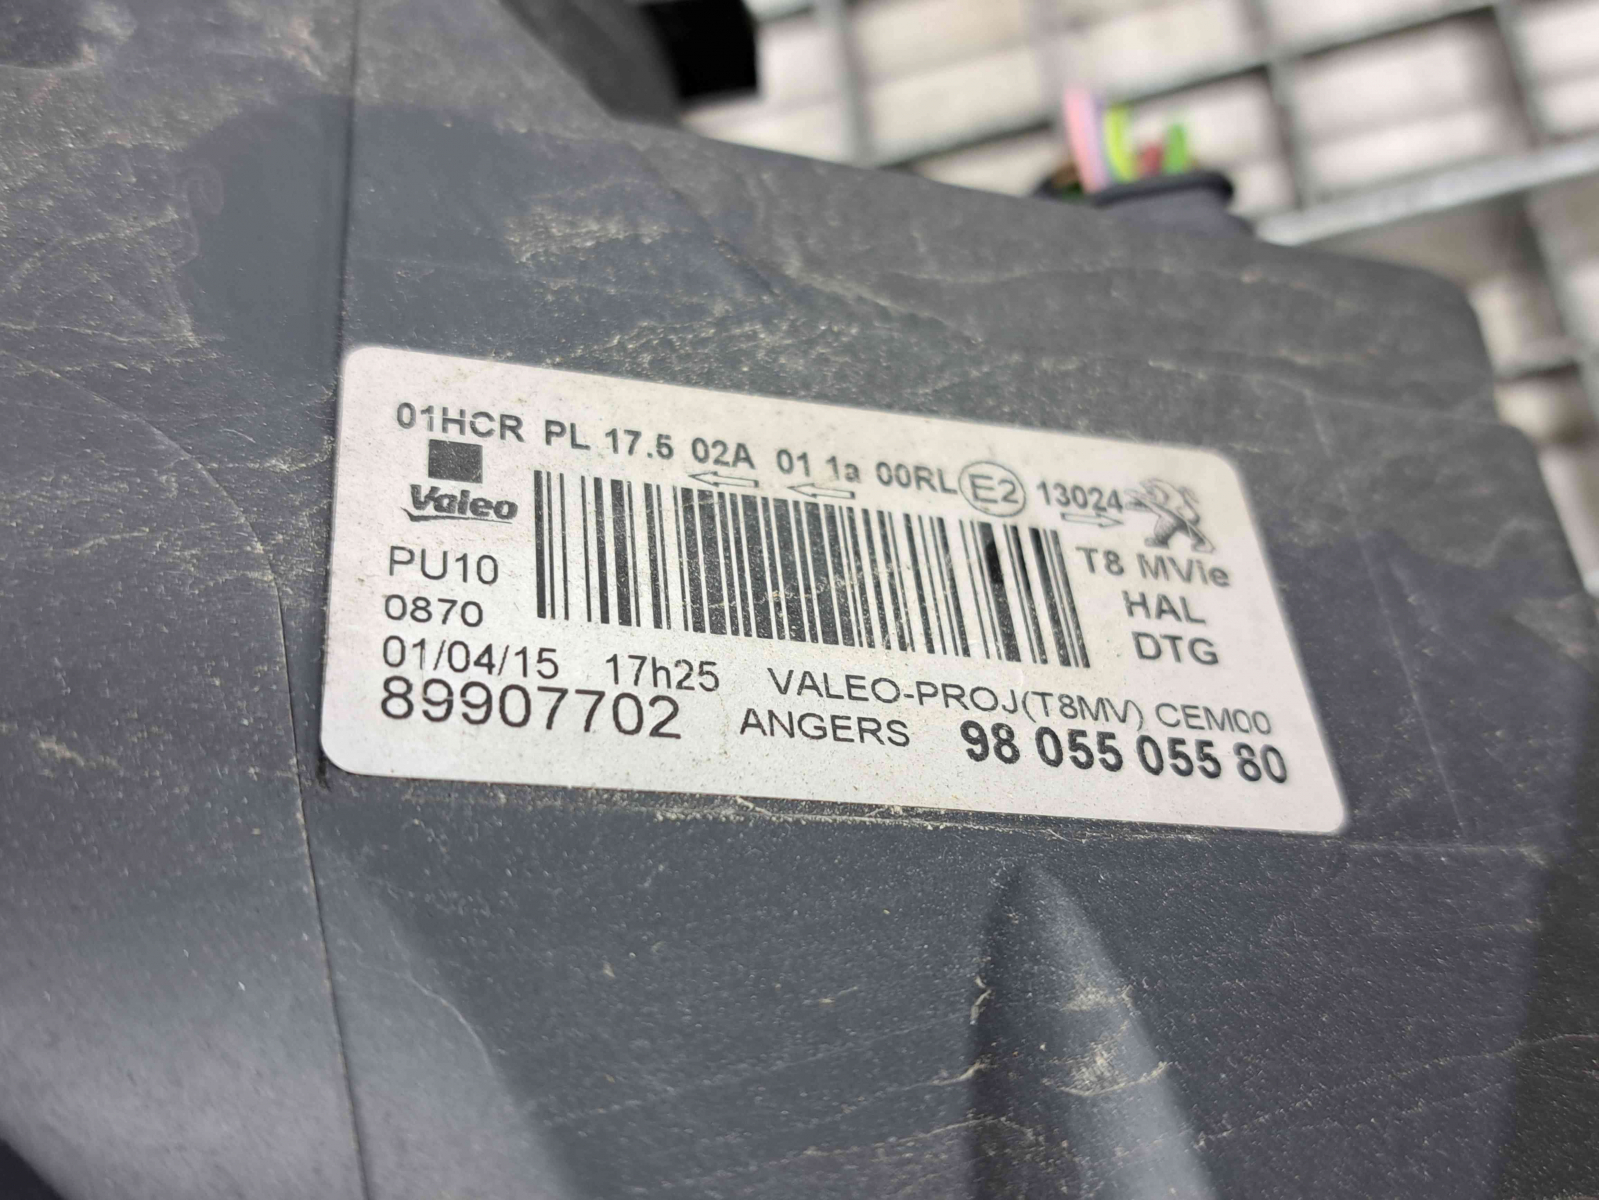 01HCR PL 17.5 02A 01 1a 00RL E2 13024
Valeo
PU10
0870
T8 MVie
HAL
DTG
01/04/15 17h25 VALEO-PROJ(T8MV) CEM00
89907702 ANGERS 98 055 055 80